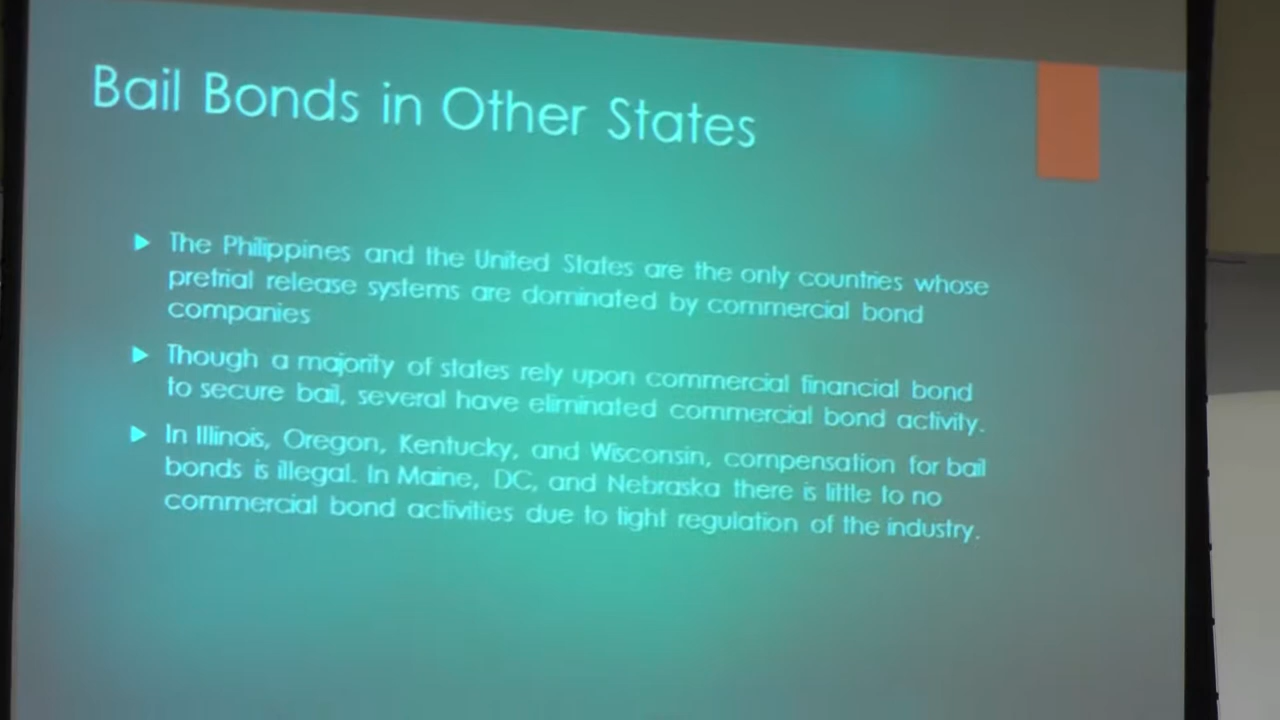 Bail Bonds in Other States
The Philippines and the United States are the only countries whose
pretrial release systems are dominated by commercial bond
companies
Though a majority of states rely upon commercial financial bond
to secure bail, several have eliminated commercial bond activity.
In Illinois, Oregon, Kentucky, and Wisconsin, compensation for bail
bonds is illegal. In Maine, DC, and Nebraska there is little to no
commercial bond activities due to tight regulation of the industry.